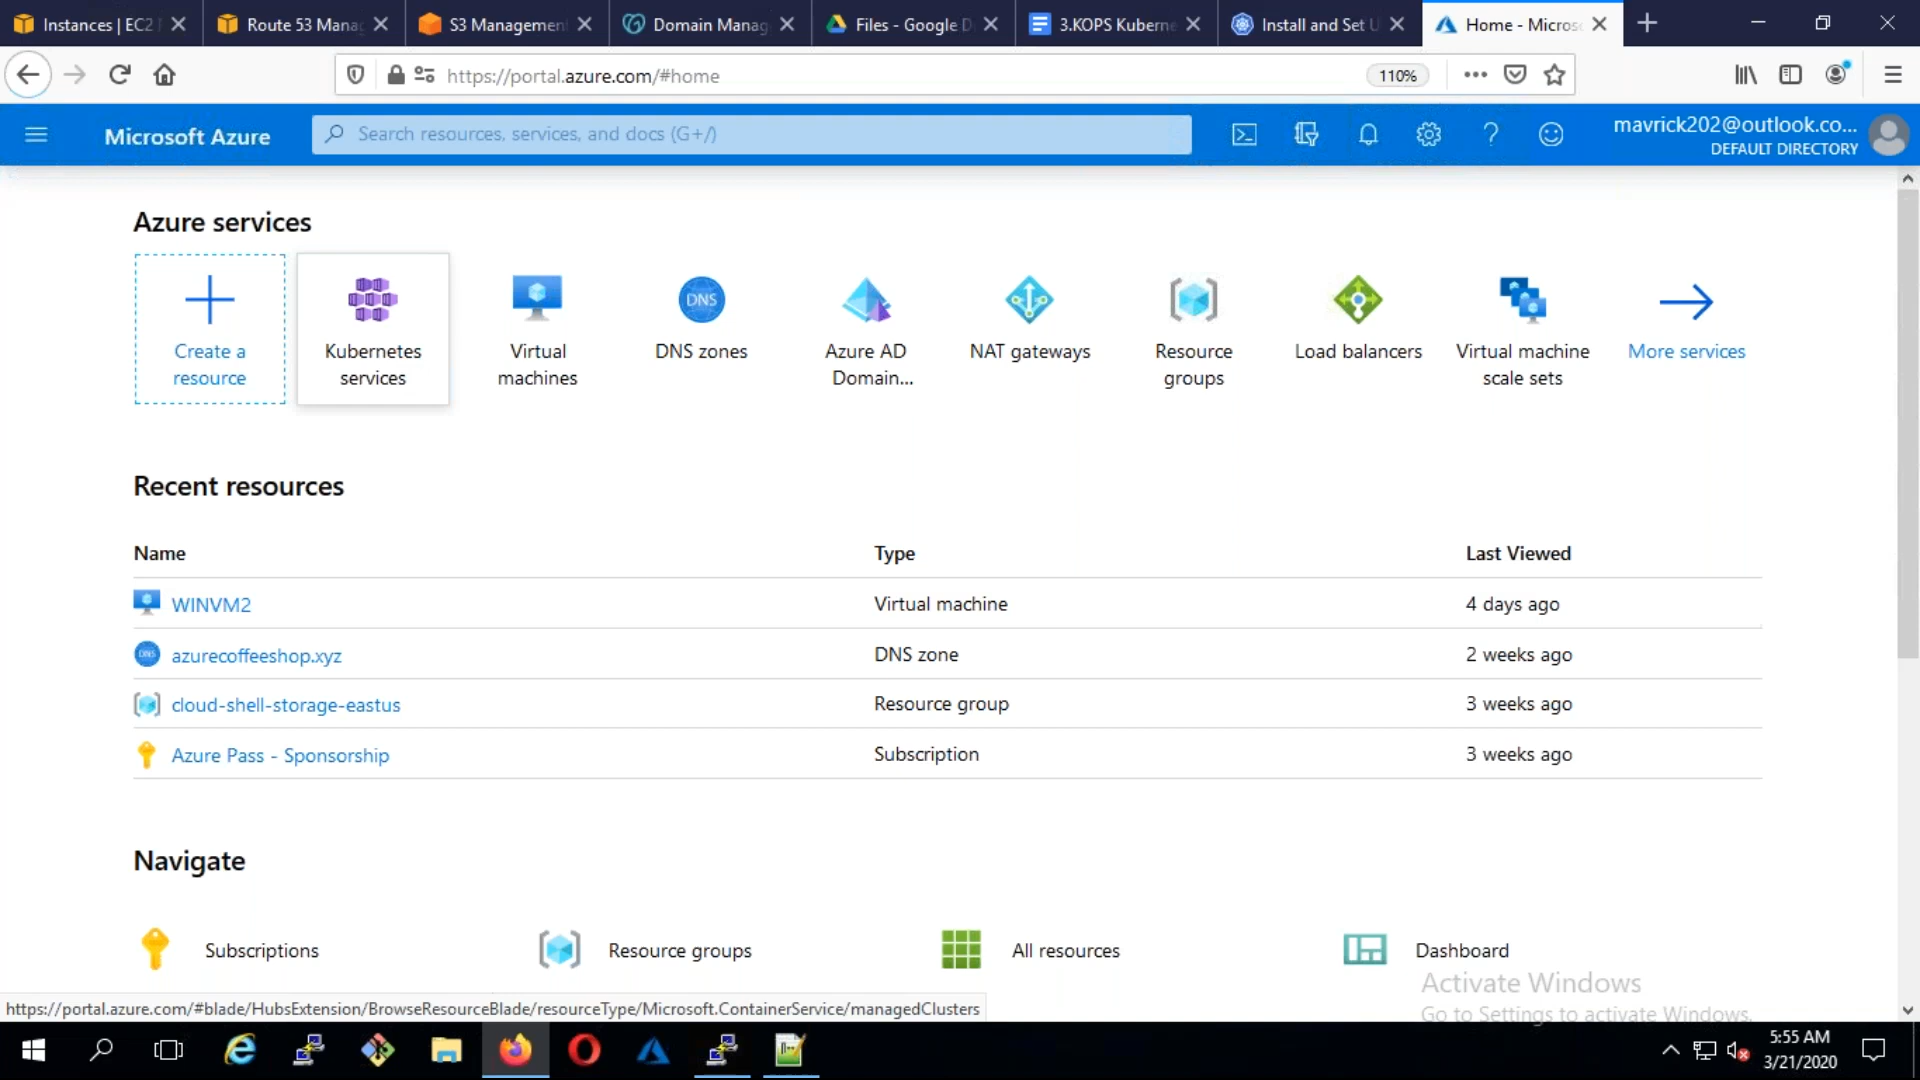 Instances | EC2
Route 53 Mana
S3 Management
Domain Manag
Files - Google D
3.KOPS Kuberne
Install and Set U
Home - Micros
https://portal.azure.com/#home
110%
Microsoft Azure
Search resources, services, and docs (G+/)
mavrick202@outlook.co...
DEFAULT DIRECTORY
Azure services
Create a
resource
Kubernetes
services
Virtual
machines
DNS
DNS zones
Azure AD
Domain...
NAT gateways
Resource
groups
Load balancers
Virtual machine
scale sets
More services
Recent resources
Name Type Last Viewed
WINVM2 Virtual machine 4 days ago
DNS azurecoffeeshop.xyz DNS zone 2 weeks ago
cloud-shell-storage-eastus Resource group 3 weeks ago
Azure Pass - Sponsorship Subscription 3 weeks ago
Navigate
Subscriptions Resource groups All resources Dashboard
Activate Windows
Go to Settings to activate Windows.
https://portal.azure.com/#blade/HubsExtension/BrowseResourceBlade/resourceType/Microsoft.ContainerService/managedClusters
5:55 AM
3/21/2020